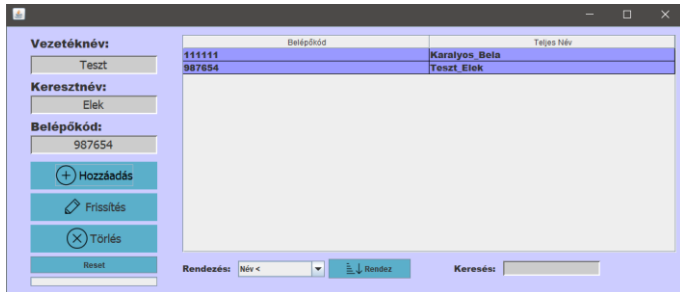 Vezetéknév:
Teszt
Keresztnév:
Elek
Belépőkód:
987654
Hozzáadás
Frissítés
Törlés
Reset
Belépőkód Teljes Név
111111 Karalyos_Bela
987654 Teszt_Elek
Rendezés: Név < Rendez Keresés: